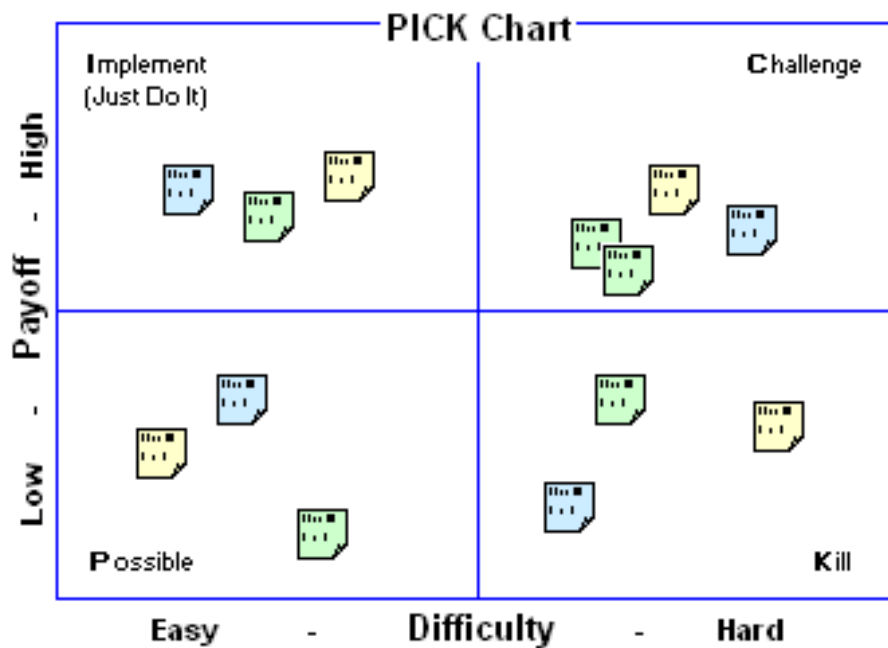 PICK Chart
Implement
(Just Do It)
Challenge
Low - Payoff - High
Possible
Kill
Easy - Difficulty - Hard